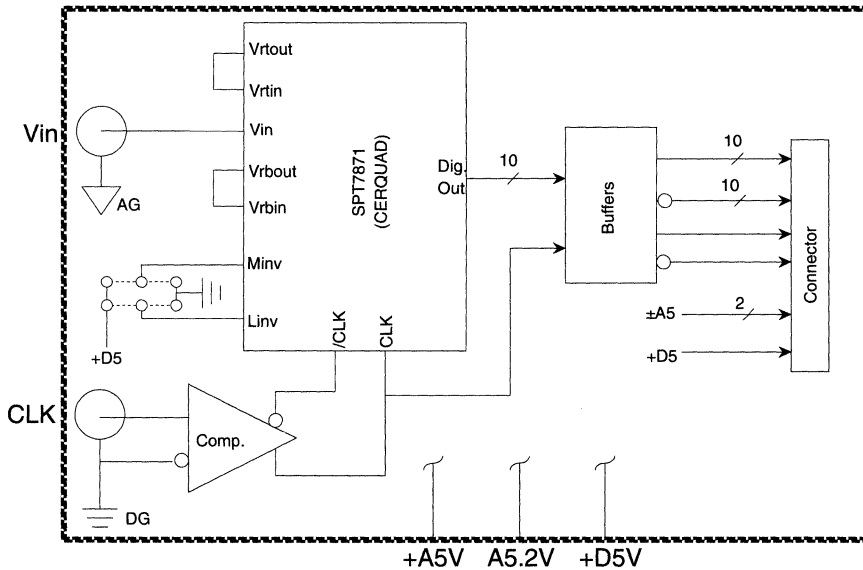 Vrtout
Vrtin
Vin
Vin
Vrbout
Vrbin
AG
SPT7871
(CERQUAD)
Dig.
Out
10
Buffers
10
10
Connector
Minv
Linv
+D5
/CLK
CLK
±A5
2
+D5
CLK
Comp.
DG
+A5V
A5.2V
+D5V